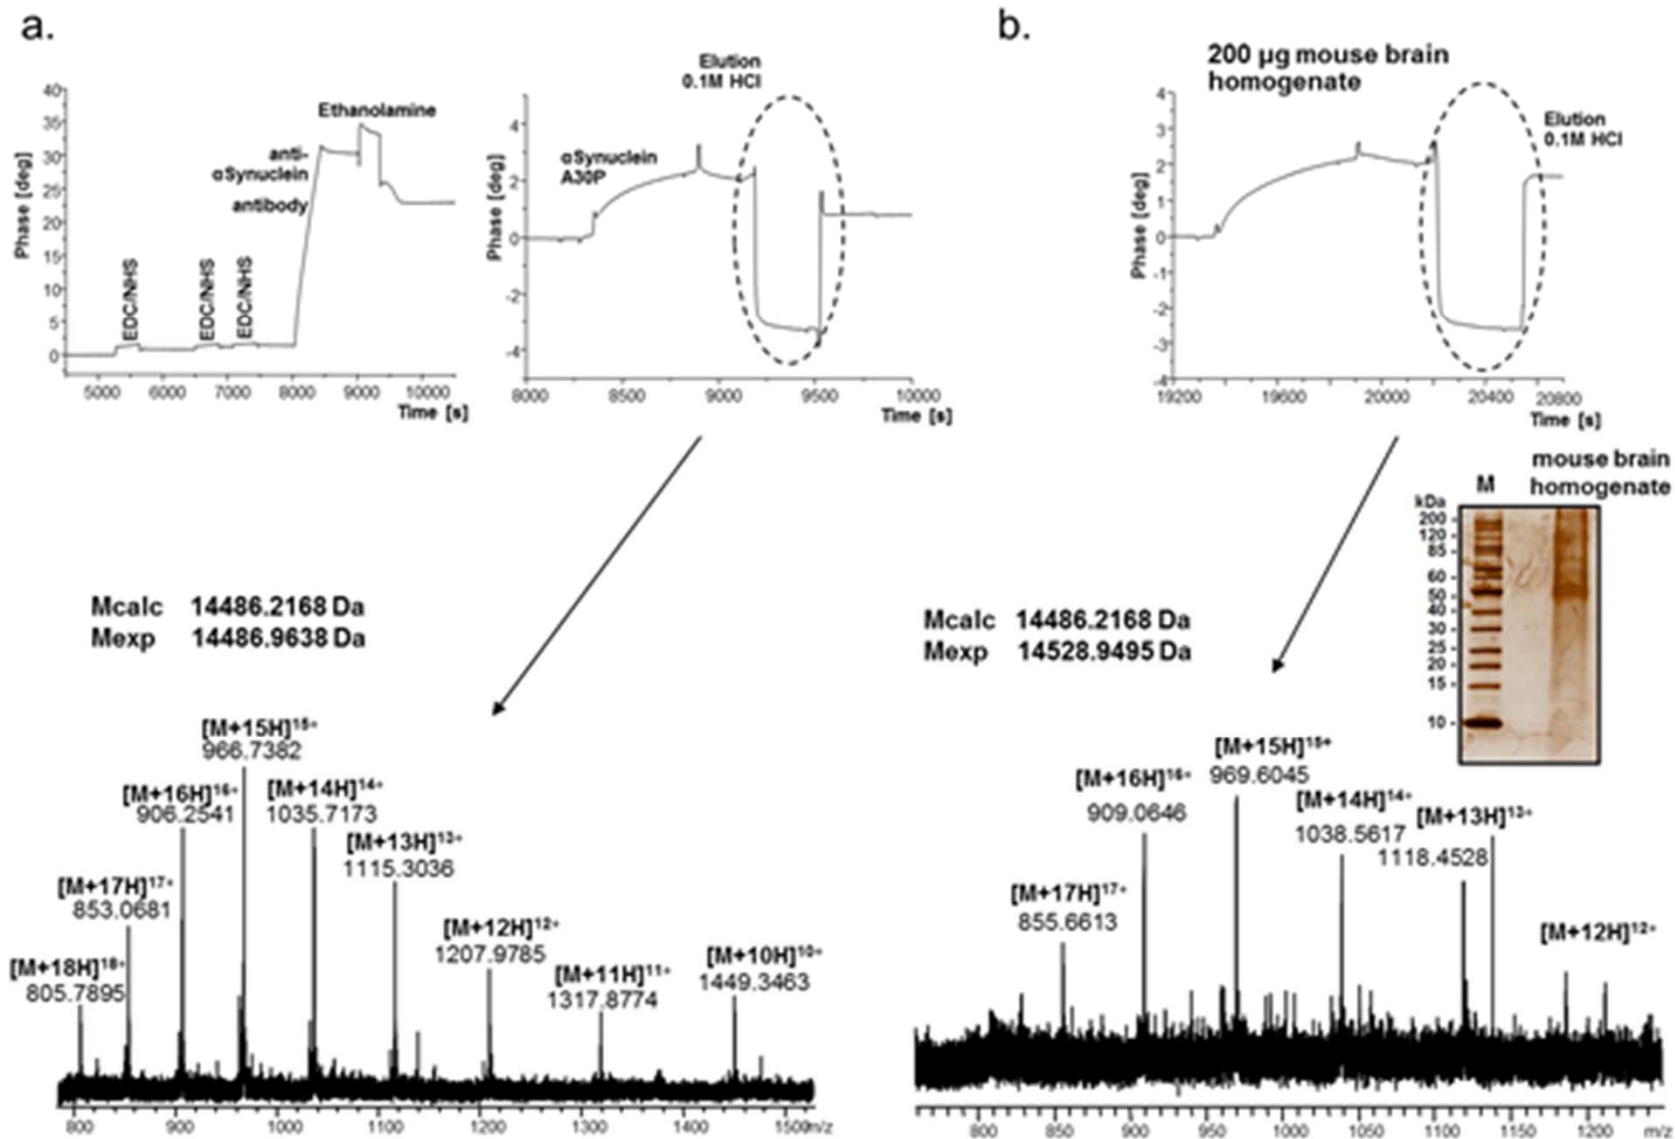 a.
40
35
30
25
20
15
10
5
0
Phase [deg]
EDC/NHS
EDC/NHS
EDC/NHS
anti-
αSynuclein
antibody
Ethanolamine
5000 6000 7000 8000 9000 10000
Time [s]
Elution
0.1M HCl
4
2
0
-2
-4
Phase [deg]
αSynuclein
A30P
8000 8500 9000 9500 10000
Time [s]
Mcalc 14486.2168 Da
Mexp 14486.9638 Da
[M+18H]18+
805.7895
[M+17H]17+
853.0681
[M+16H]16+
906.2541
[M+15H]15+
966.7382
[M+14H]14+
1035.7173
[M+13H]13+
1115.3036
[M+12H]12+
1207.9785
[M+11H]11+
1317.8774
[M+10H]10+
1449.3463
800 900 1000 1100 1200 1300 1400 1500 m/z
b.
200 µg mouse brain
homogenate
4
3
2
1
0
-1
-2
-3
-4
Phase [deg]
Elution
0.1M HCl
19200 19600 20000 20400 20800
Time [s]
mouse brain
M homogenate
kDa
200
120
85
60
50
40
30
25
20
15
10
Mcalc 14486.2168 Da
Mexp 14528.9495 Da
[M+17H]17+
855.6613
[M+16H]16+
909.0646
[M+15H]15+
969.6045
[M+14H]14+
1038.5617
[M+13H]13+
1118.4528
[M+12H]12+
800 850 900 950 1000 1050 1100 1150 1200 m/z